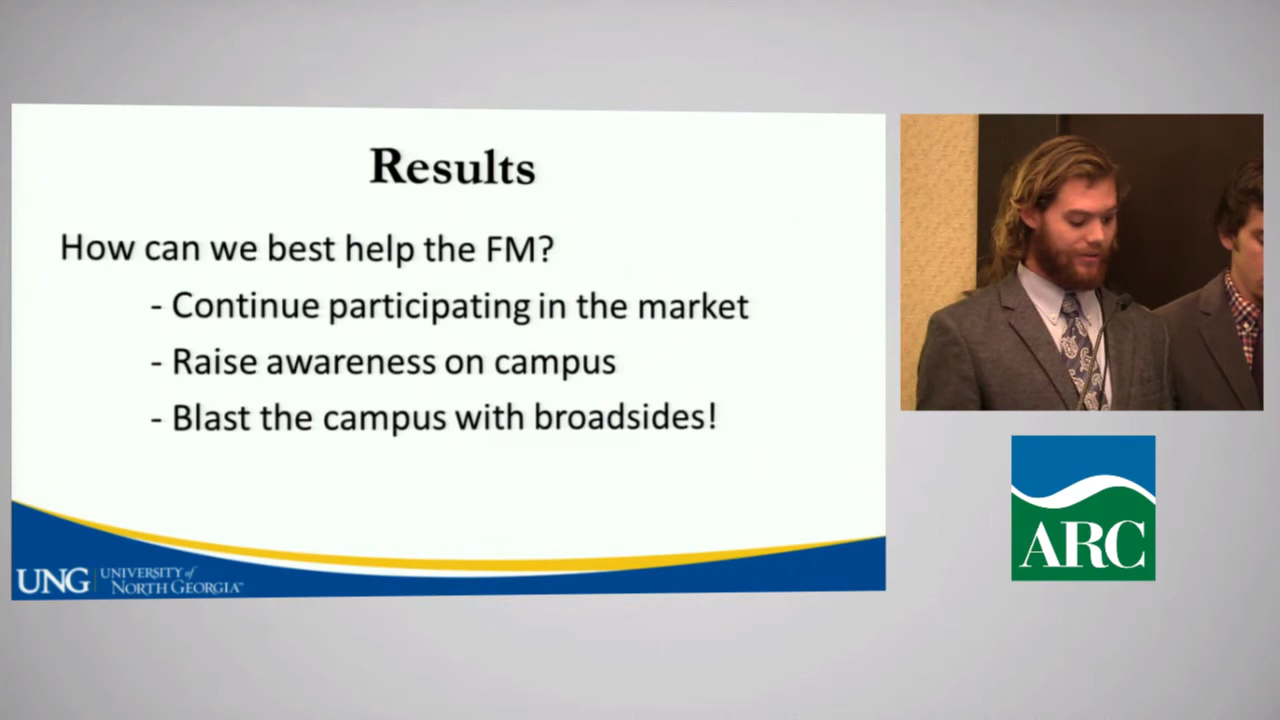 Results
How can we best help the FM?
- Continue participating in the market
- Raise awareness on campus
- Blast the campus with broadsides!
UNG
UNIVERSITY of
NORTH GEORGIA™
ARC